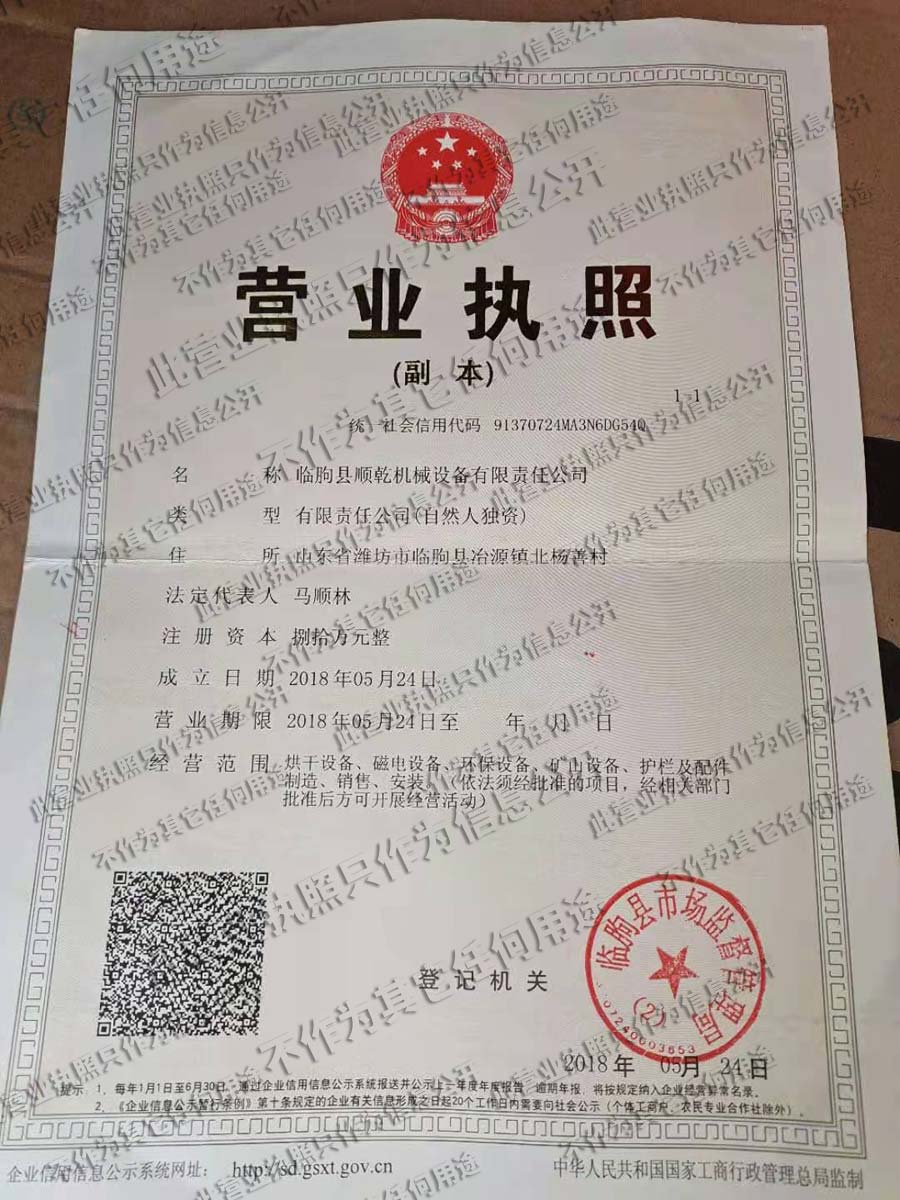 营业执照
(副 本)
1-1
统一社会信用代码 91370724MA3N6DG54Q
名 称 临朐县顺乾机械设备有限责任公司
类 型 有限责任公司(自然人独资)
住 所 山东省潍坊市临朐县冶源镇北杨善村
法定代表人 马顺林
注 册 资 本 捌拾万元整
成 立 日 期 2018年05月24日
营 业 期 限 2018年05月24日至 年 月 日
经 营 范 围 烘干设备、磁电设备、环保设备、矿山设备、护栏及配件
制造、销售、安装。(依法须经批准的项目，经相关部门
批准后方可开展经营活动)
登 记 机 关
临朐县市场监督管理局
(2)
07240003653
2018 年 05月 24日
提示：1、每年1月1日至6月30日，通过企业信用信息公示系统报送并公示上一年度年度报告，逾期年报，将按规定纳入企业经营异常名录。
2、《企业信息公示暂行条例》第十条规定的企业有关信息形成之日起20个工作日内需要向社会公示（个体工商户、农民专业合作社除外）。
企业信用信息公示系统网址： http://sd.gsxt.gov.cn
中华人民共和国国家工商行政管理总局监制
此营业执照只作为信息公开
不作为其它任何用途